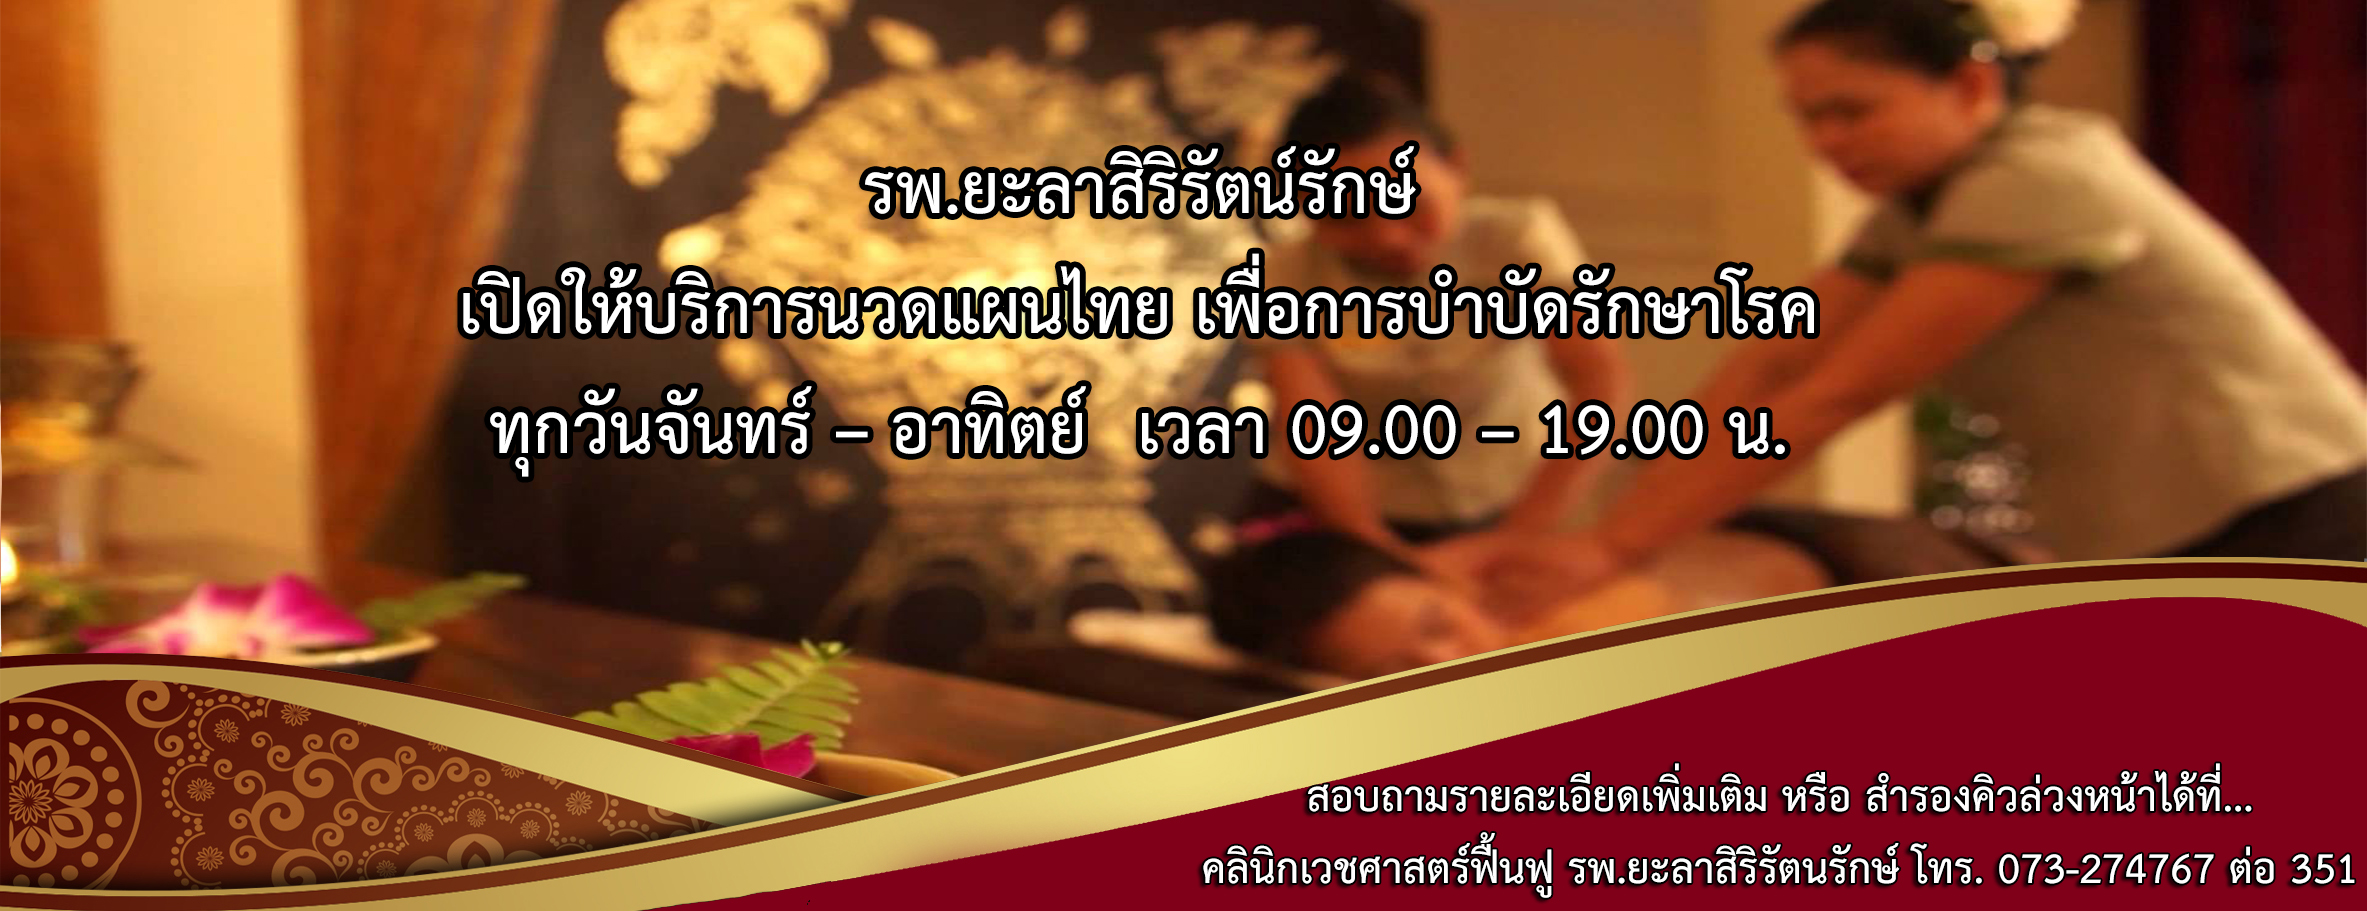 รพ.ยะลาสิริรัตน์รักษ์
เปิดให้บริการนวดแผนไทย เพื่อการบำบัดรักษาโรค
ทุกวันจันทร์ – อาทิตย์ เวลา 09.00 – 19.00 น.
สอบถามรายละเอียดเพิ่มเติม หรือ สำรองคิวล่วงหน้าได้ที่...
คลินิกเวชศาสตร์ฟื้นฟู รพ.ยะลาสิริรัตนรักษ์ โทร. 073-274767 ต่อ 351